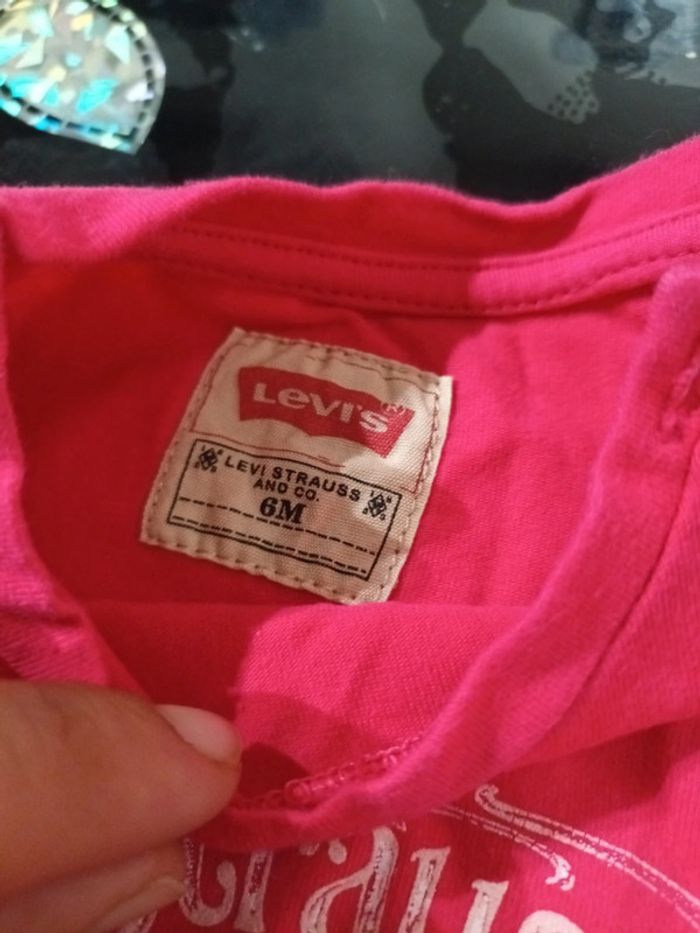 LEVI'S®
LEVI STRAUSS
AND CO.
6M